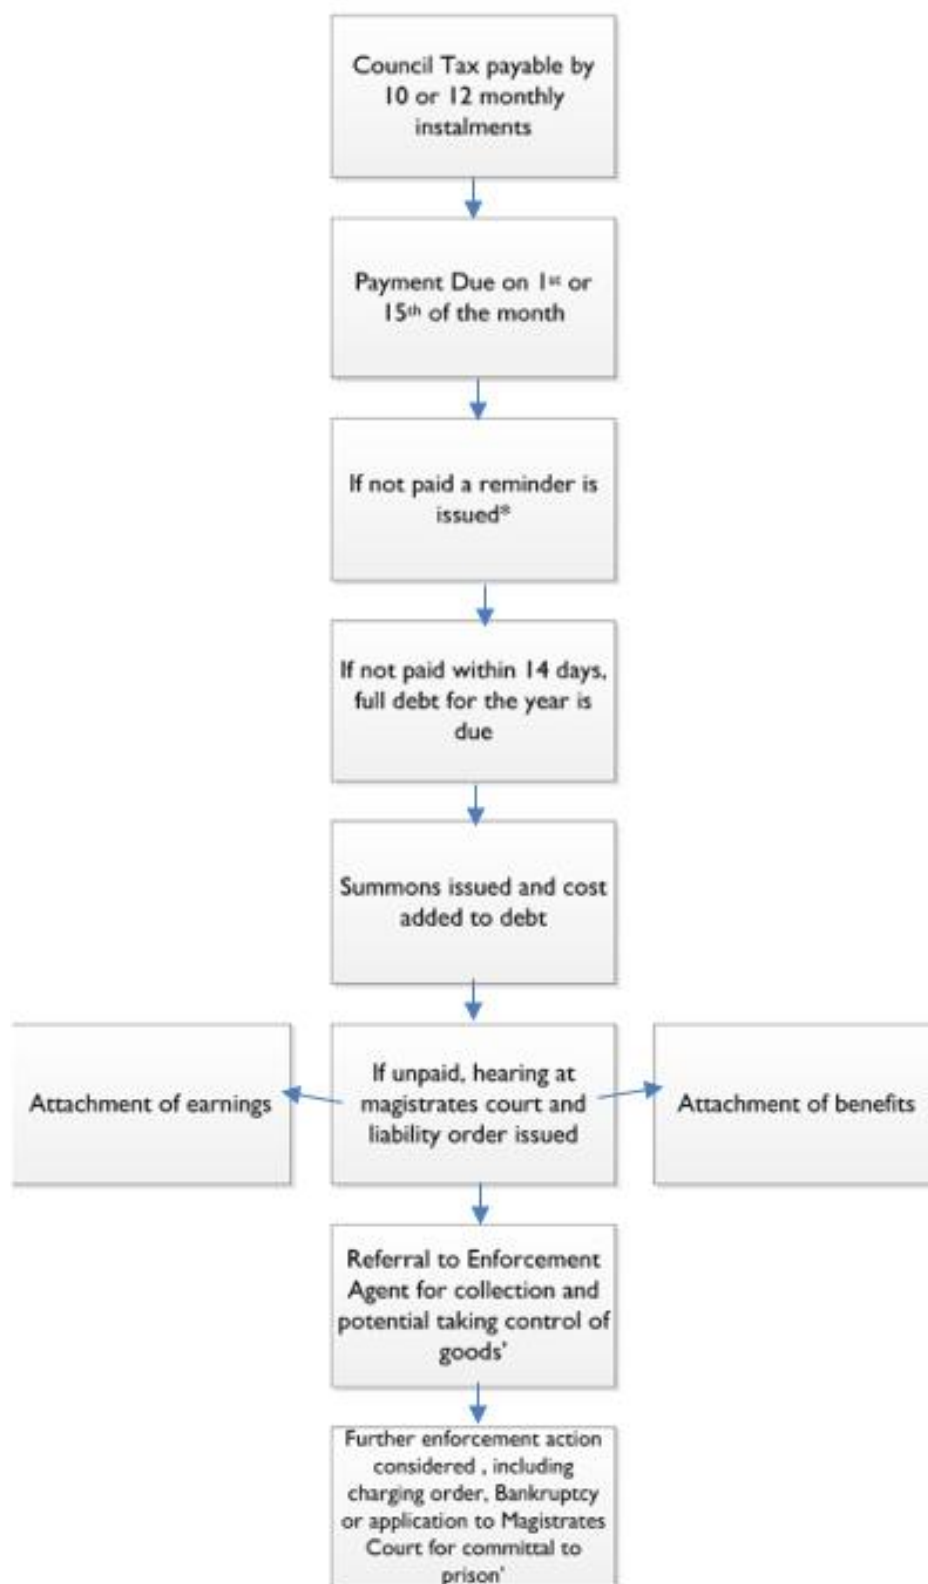 Council Tax payable by
10 or 12 monthly
instalments
Payment Due on 1st or
15th of the month
If not paid a reminder is
issued*
If not paid within 14 days,
full debt for the year is
due
Summons issued and cost
added to debt
Attachment of earnings
If unpaid, hearing at
magistrates court and
liability order issued
Attachment of benefits
Referral to Enforcement
Agent for collection and
potential taking control of
goods’
Further enforcement action
considered , including
charging order, Bankruptcy
or application to Magistrates
Court for committal to
prison’